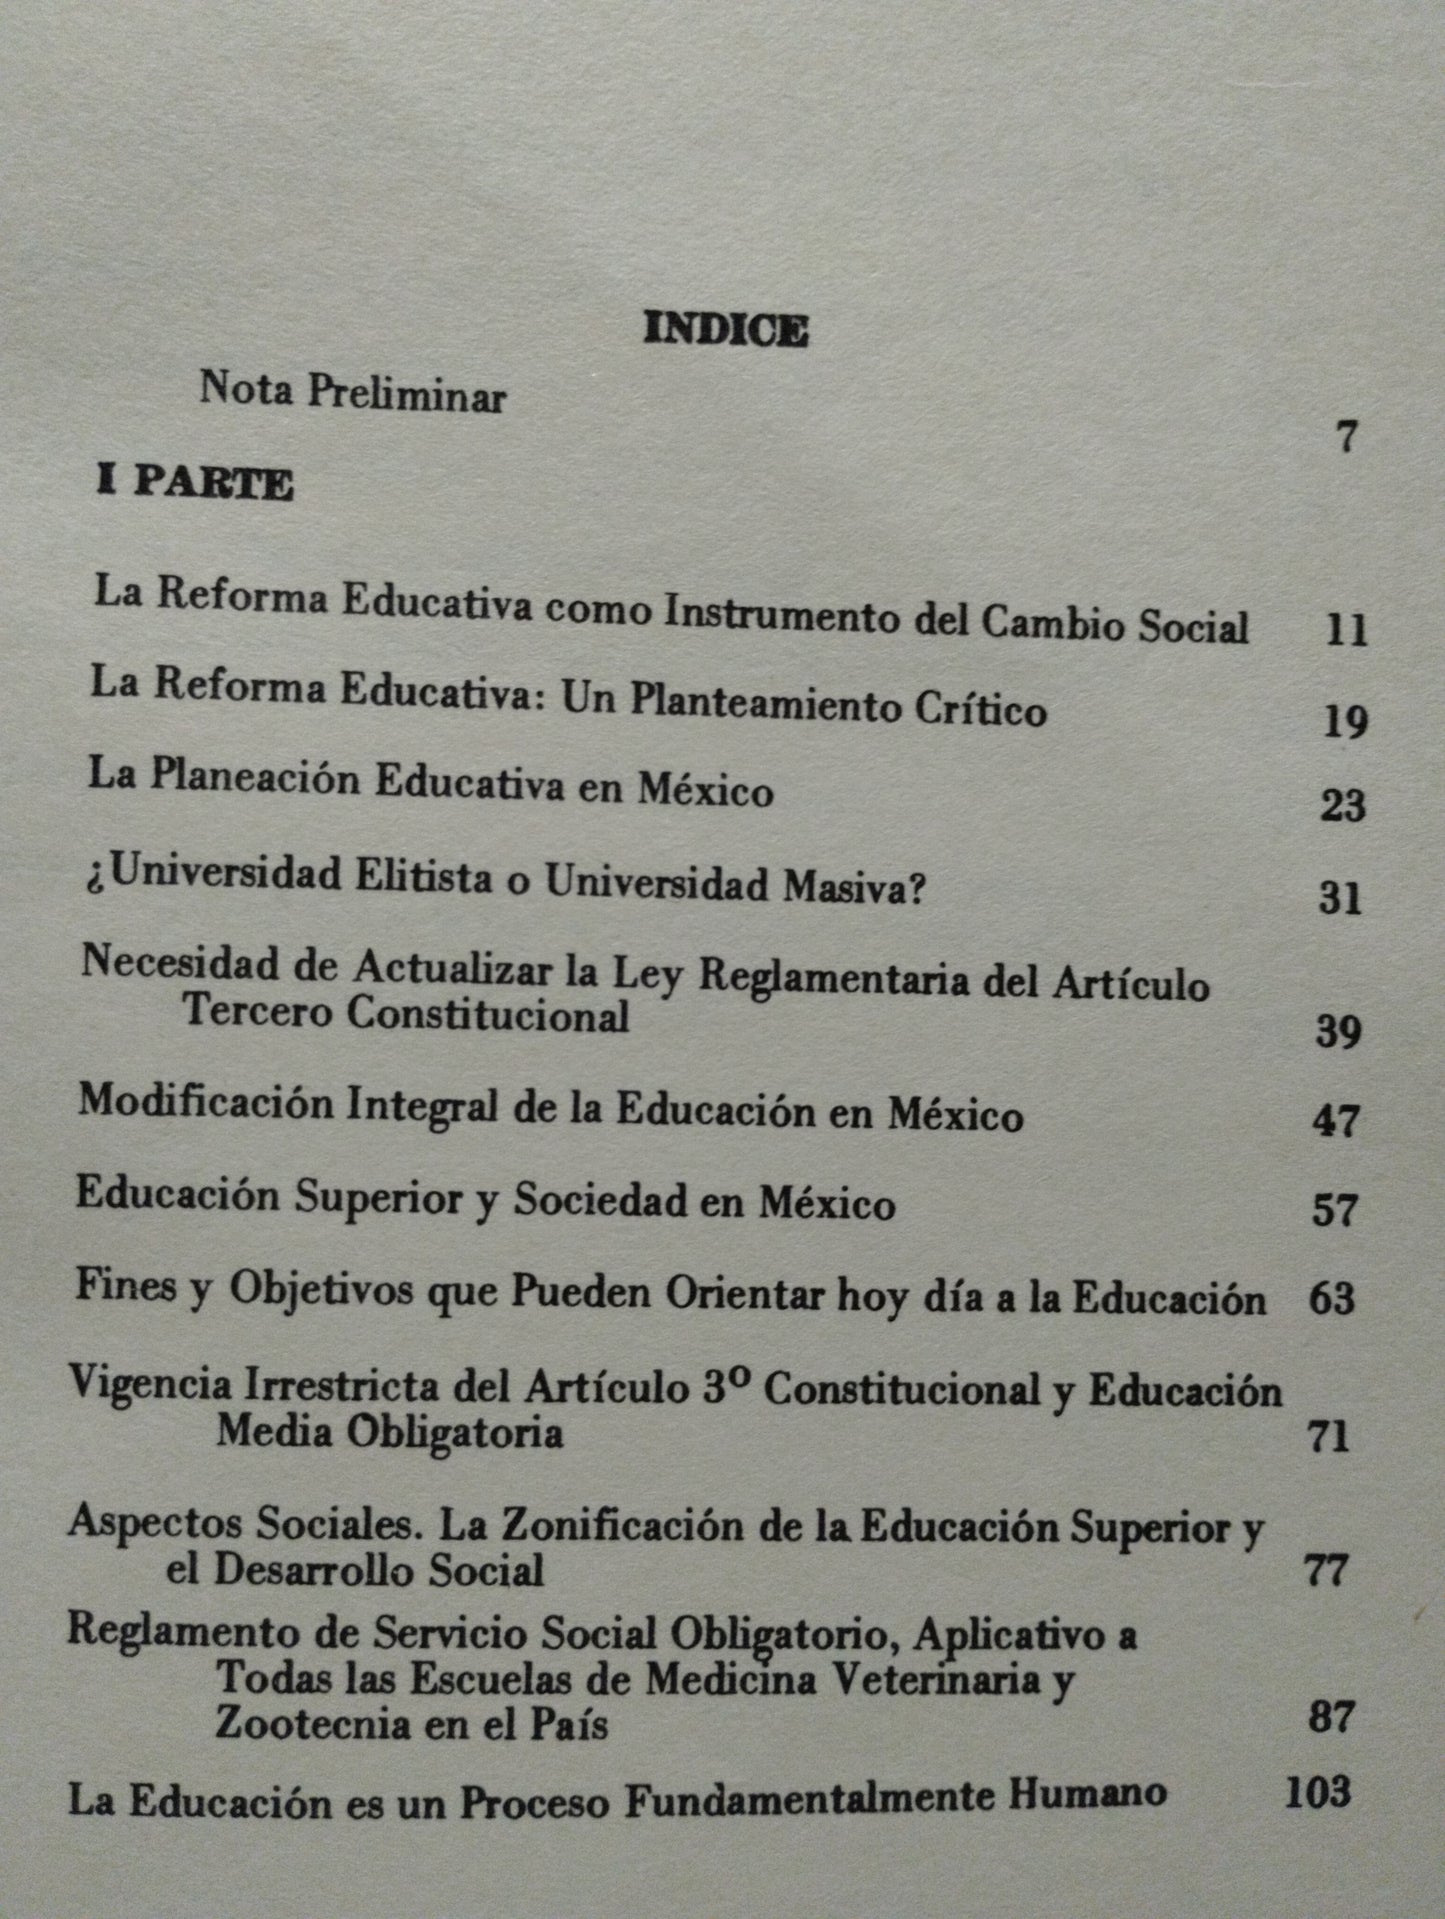 INDICE
Nota Preliminar 7
I PARTE
La Reforma Educativa como Instrumento del Cambio Social 11
La Reforma Educativa: Un Planteamiento Crítico 19
La Planeación Educativa en México 23
¿Universidad Elitista o Universidad Masiva? 31
Necesidad de Actualizar la Ley Reglamentaria del Artículo
Tercero Constitucional 39
Modificación Integral de la Educación en México 47
Educación Superior y Sociedad en México 57
Fines y Objetivos que Pueden Orientar hoy día a la Educación 63
Vigencia Irrestricta del Artículo 3º Constitucional y Educación
Media Obligatoria 71
Aspectos Sociales. La Zonificación de la Educación Superior y
el Desarrollo Social 77
Reglamento de Servicio Social Obligatorio, Aplicativo a
Todas las Escuelas de Medicina Veterinaria y
Zootecnia en el País 87
La Educación es un Proceso Fundamentalmente Humano 103